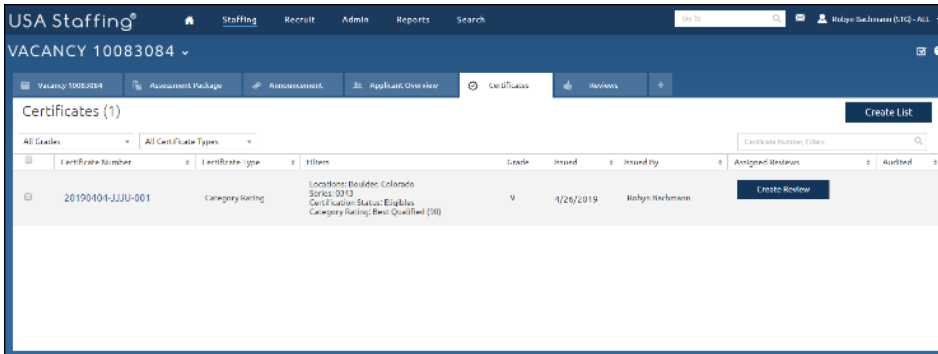 USA Staffing®
Staffing Recruit Admin Reports Search
Go To
Robyn Bachmann (STG) - ALL
VACANCY 10083084
Vacancy 10083084 Assessment Package Announcement Applicant Overview Certificates Reviews +
Certificates (1)
Create List
All Grades All Certificate Types
Certificate Number, Filters
Certificate Number Certificate Type Filters Grade Issued Issued By Assigned Reviews Audited
Locations: Boulder, Colorado
Series: 0343
Certification Status: Eligibles
Category Rating: Best Qualified (90)
20190404-JJJU-001 Category Rating 9 4/26/2019 Robyn Bachmann
Create Review